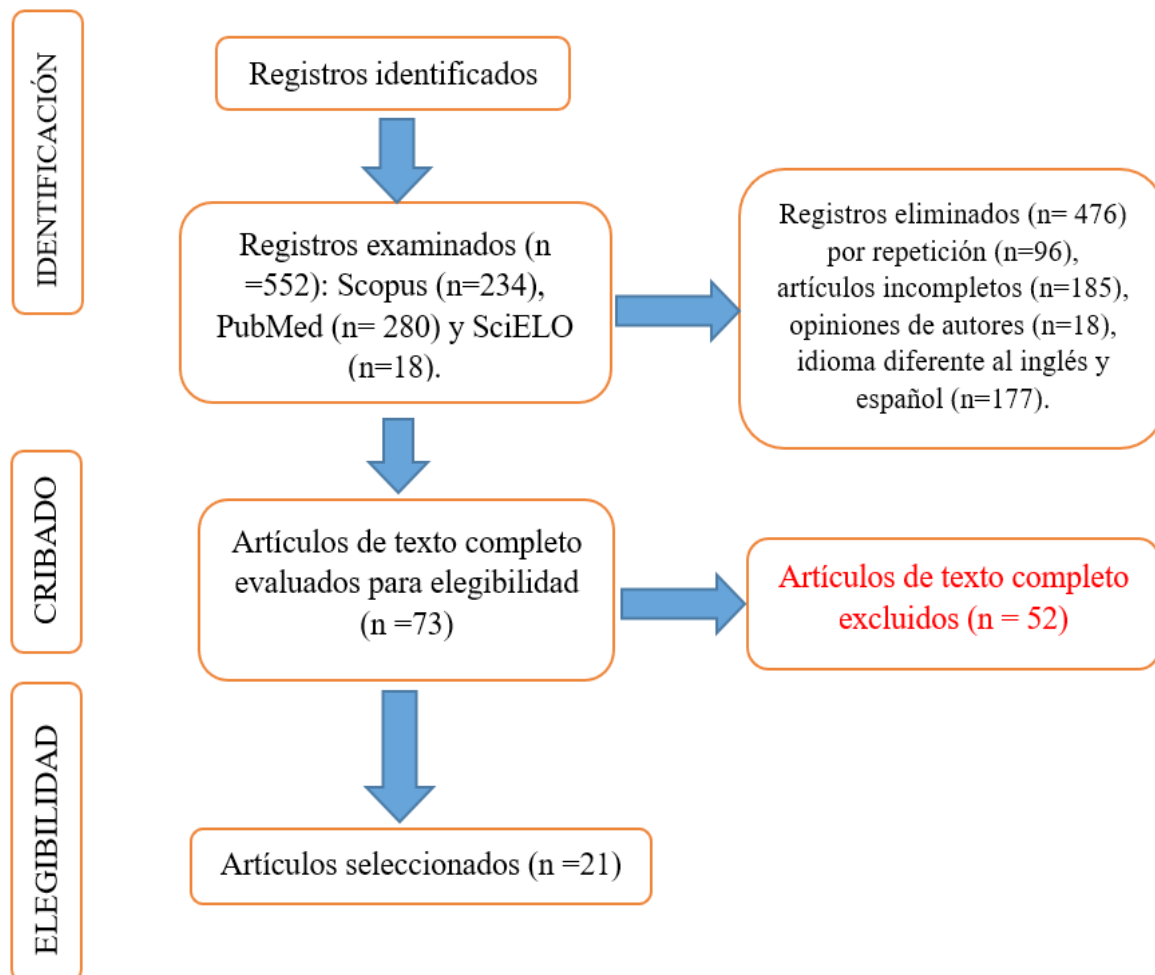 IDENTIFICACIÓN
Registros identificados
Registros examinados (n
=552): Scopus (n=234),
PubMed (n= 280) y SciELO
(n=18).
Registros eliminados (n= 476)
por repetición (n=96),
artículos incompletos (n=185),
opiniones de autores (n=18),
idioma diferente al inglés y
español (n=177).
CRIBADO
Artículos de texto completo
evaluados para elegibilidad
(n =73)
Artículos de texto completo
excluidos (n = 52)
ELEGIBILIDAD
Artículos seleccionados (n =21)